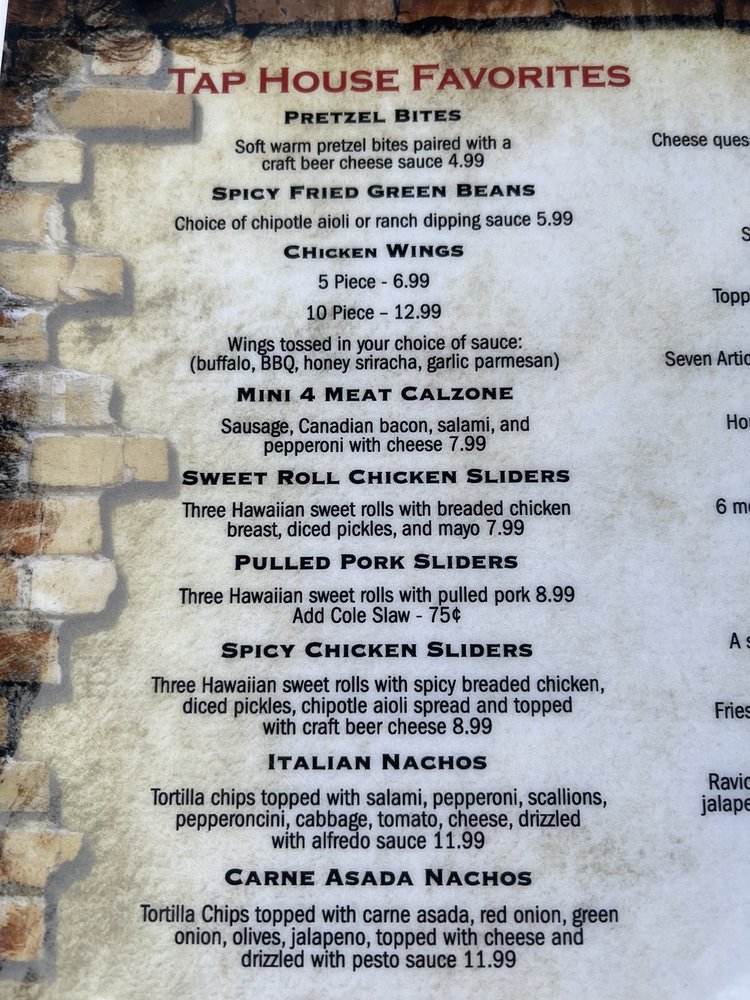 TAP HOUSE FAVORITES
PRETZEL BITES
Soft warm pretzel bites paired with a
craft beer cheese sauce 4.99
SPICY FRIED GREEN BEANS
Choice of chipotle aioli or ranch dipping sauce 5.99
CHICKEN WINGS
5 Piece - 6.99
10 Piece – 12.99
Wings tossed in your choice of sauce:
(buffalo, BBQ, honey sriracha, garlic parmesan)
MINI 4 MEAT CALZONE
Sausage, Canadian bacon, salami, and
pepperoni with cheese 7.99
SWEET ROLL CHICKEN SLIDERS
Three Hawaiian sweet rolls with breaded chicken
breast, diced pickles, and mayo 7.99
PULLED PORK SLIDERS
Three Hawaiian sweet rolls with pulled pork 8.99
Add Cole Slaw - 75¢
SPICY CHICKEN SLIDERS
Three Hawaiian sweet rolls with spicy breaded chicken,
diced pickles, chipotle aioli spread and topped
with craft beer cheese 8.99
ITALIAN NACHOS
Tortilla chips topped with salami, pepperoni, scallions,
pepperoncini, cabbage, tomato, cheese, drizzled
with alfredo sauce 11.99
CARNE ASADA NACHOS
Tortilla Chips topped with carne asada, red onion, green
onion, olives, jalapeno, topped with cheese and
drizzled with pesto sauce 11.99
Cheese
Seven
6
A
Fries